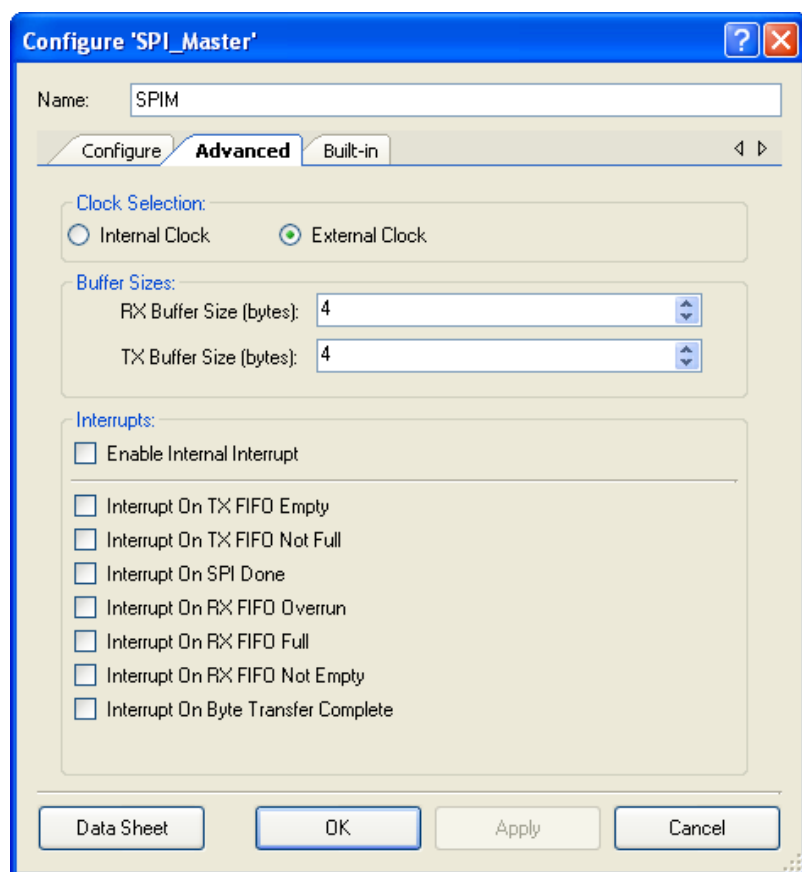 Configure 'SPI_Master'
Name: SPIM
Configure Advanced Built-in
Clock Selection:
Internal Clock External Clock
Buffer Sizes:
RX Buffer Size (bytes): 4
TX Buffer Size (bytes): 4
Interrupts:
Enable Internal Interrupt
Interrupt On TX FIFO Empty
Interrupt On TX FIFO Not Full
Interrupt On SPI Done
Interrupt On RX FIFO Overrun
Interrupt On RX FIFO Full
Interrupt On RX FIFO Not Empty
Interrupt On Byte Transfer Complete
Data Sheet OK Apply Cancel